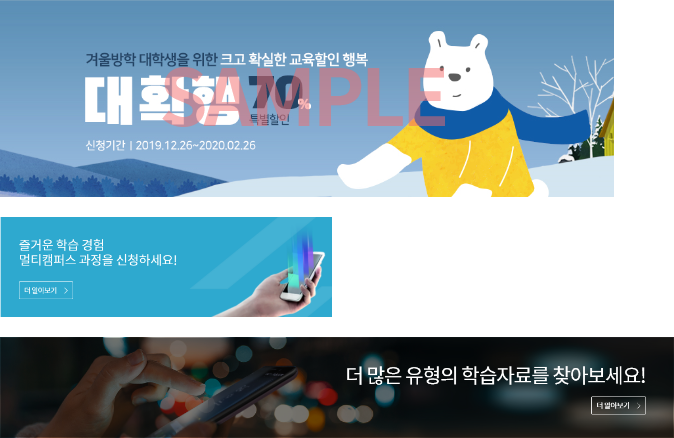 겨울방학 대학생을 위한 크고 확실한 교육할인 행복
대확행 70%
특별할인
SAMPLE
신청기간 | 2019.12.26~2020.02.26
즐거운 학습 경험
멀티캠퍼스 과정을 신청하세요!
더 알아보기 >
더 많은 유형의 학습자료를 찾아보세요!
더 알아보기 >